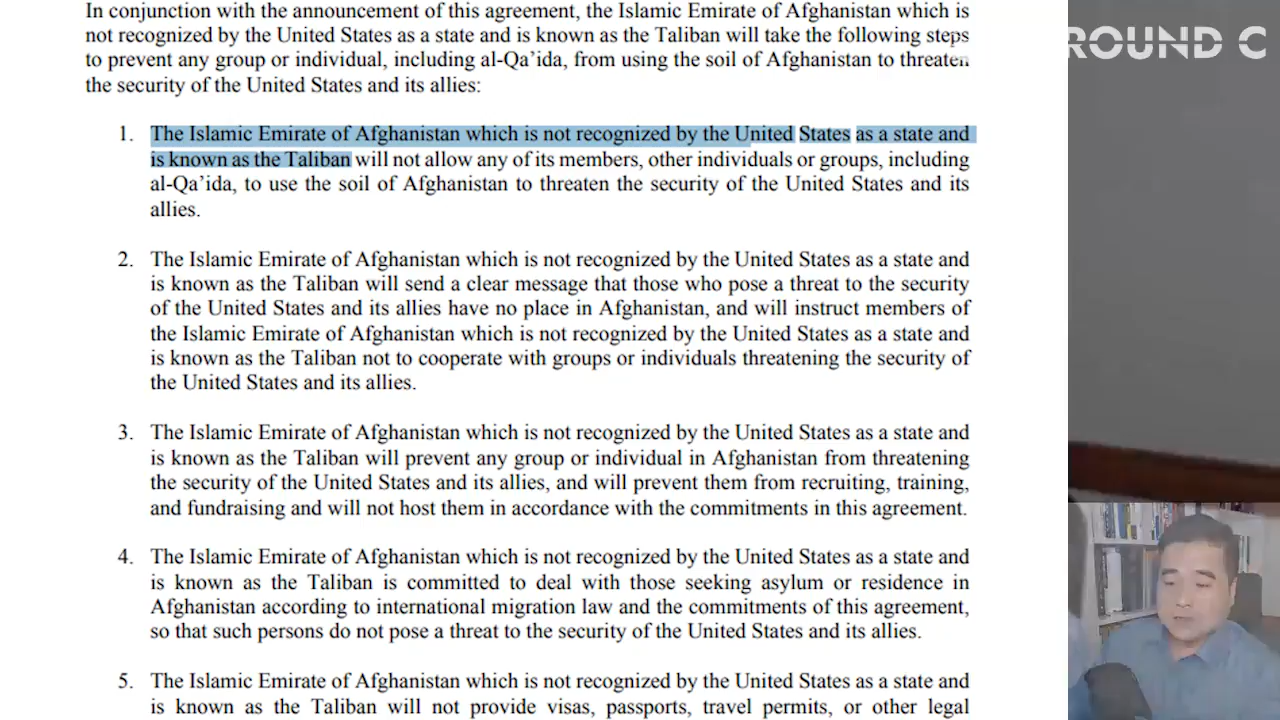 In conjunction with the announcement of this agreement, the Islamic Emirate of Afghanistan which is
not recognized by the United States as a state and is known as the Taliban will take the following steps
to prevent any group or individual, including al-Qa’ida, from using the soil of Afghanistan to threaten
the security of the United States and its allies:
1. The Islamic Emirate of Afghanistan which is not recognized by the United States as a state and
is known as the Taliban will not allow any of its members, other individuals or groups, including
al-Qa’ida, to use the soil of Afghanistan to threaten the security of the United States and its
allies.
2. The Islamic Emirate of Afghanistan which is not recognized by the United States as a state and
is known as the Taliban will send a clear message that those who pose a threat to the security
of the United States and its allies have no place in Afghanistan, and will instruct members of
the Islamic Emirate of Afghanistan which is not recognized by the United States as a state and
is known as the Taliban not to cooperate with groups or individuals threatening the security of
the United States and its allies.
3. The Islamic Emirate of Afghanistan which is not recognized by the United States as a state and
is known as the Taliban will prevent any group or individual in Afghanistan from threatening
the security of the United States and its allies, and will prevent them from recruiting, training,
and fundraising and will not host them in accordance with the commitments in this agreement.
4. The Islamic Emirate of Afghanistan which is not recognized by the United States as a state and
is known as the Taliban is committed to deal with those seeking asylum or residence in
Afghanistan according to international migration law and the commitments of this agreement,
so that such persons do not pose a threat to the security of the United States and its allies.
5. The Islamic Emirate of Afghanistan which is not recognized by the United States as a state and
is known as the Taliban will not provide visas, passports, travel permits, or other legal
ROUND C